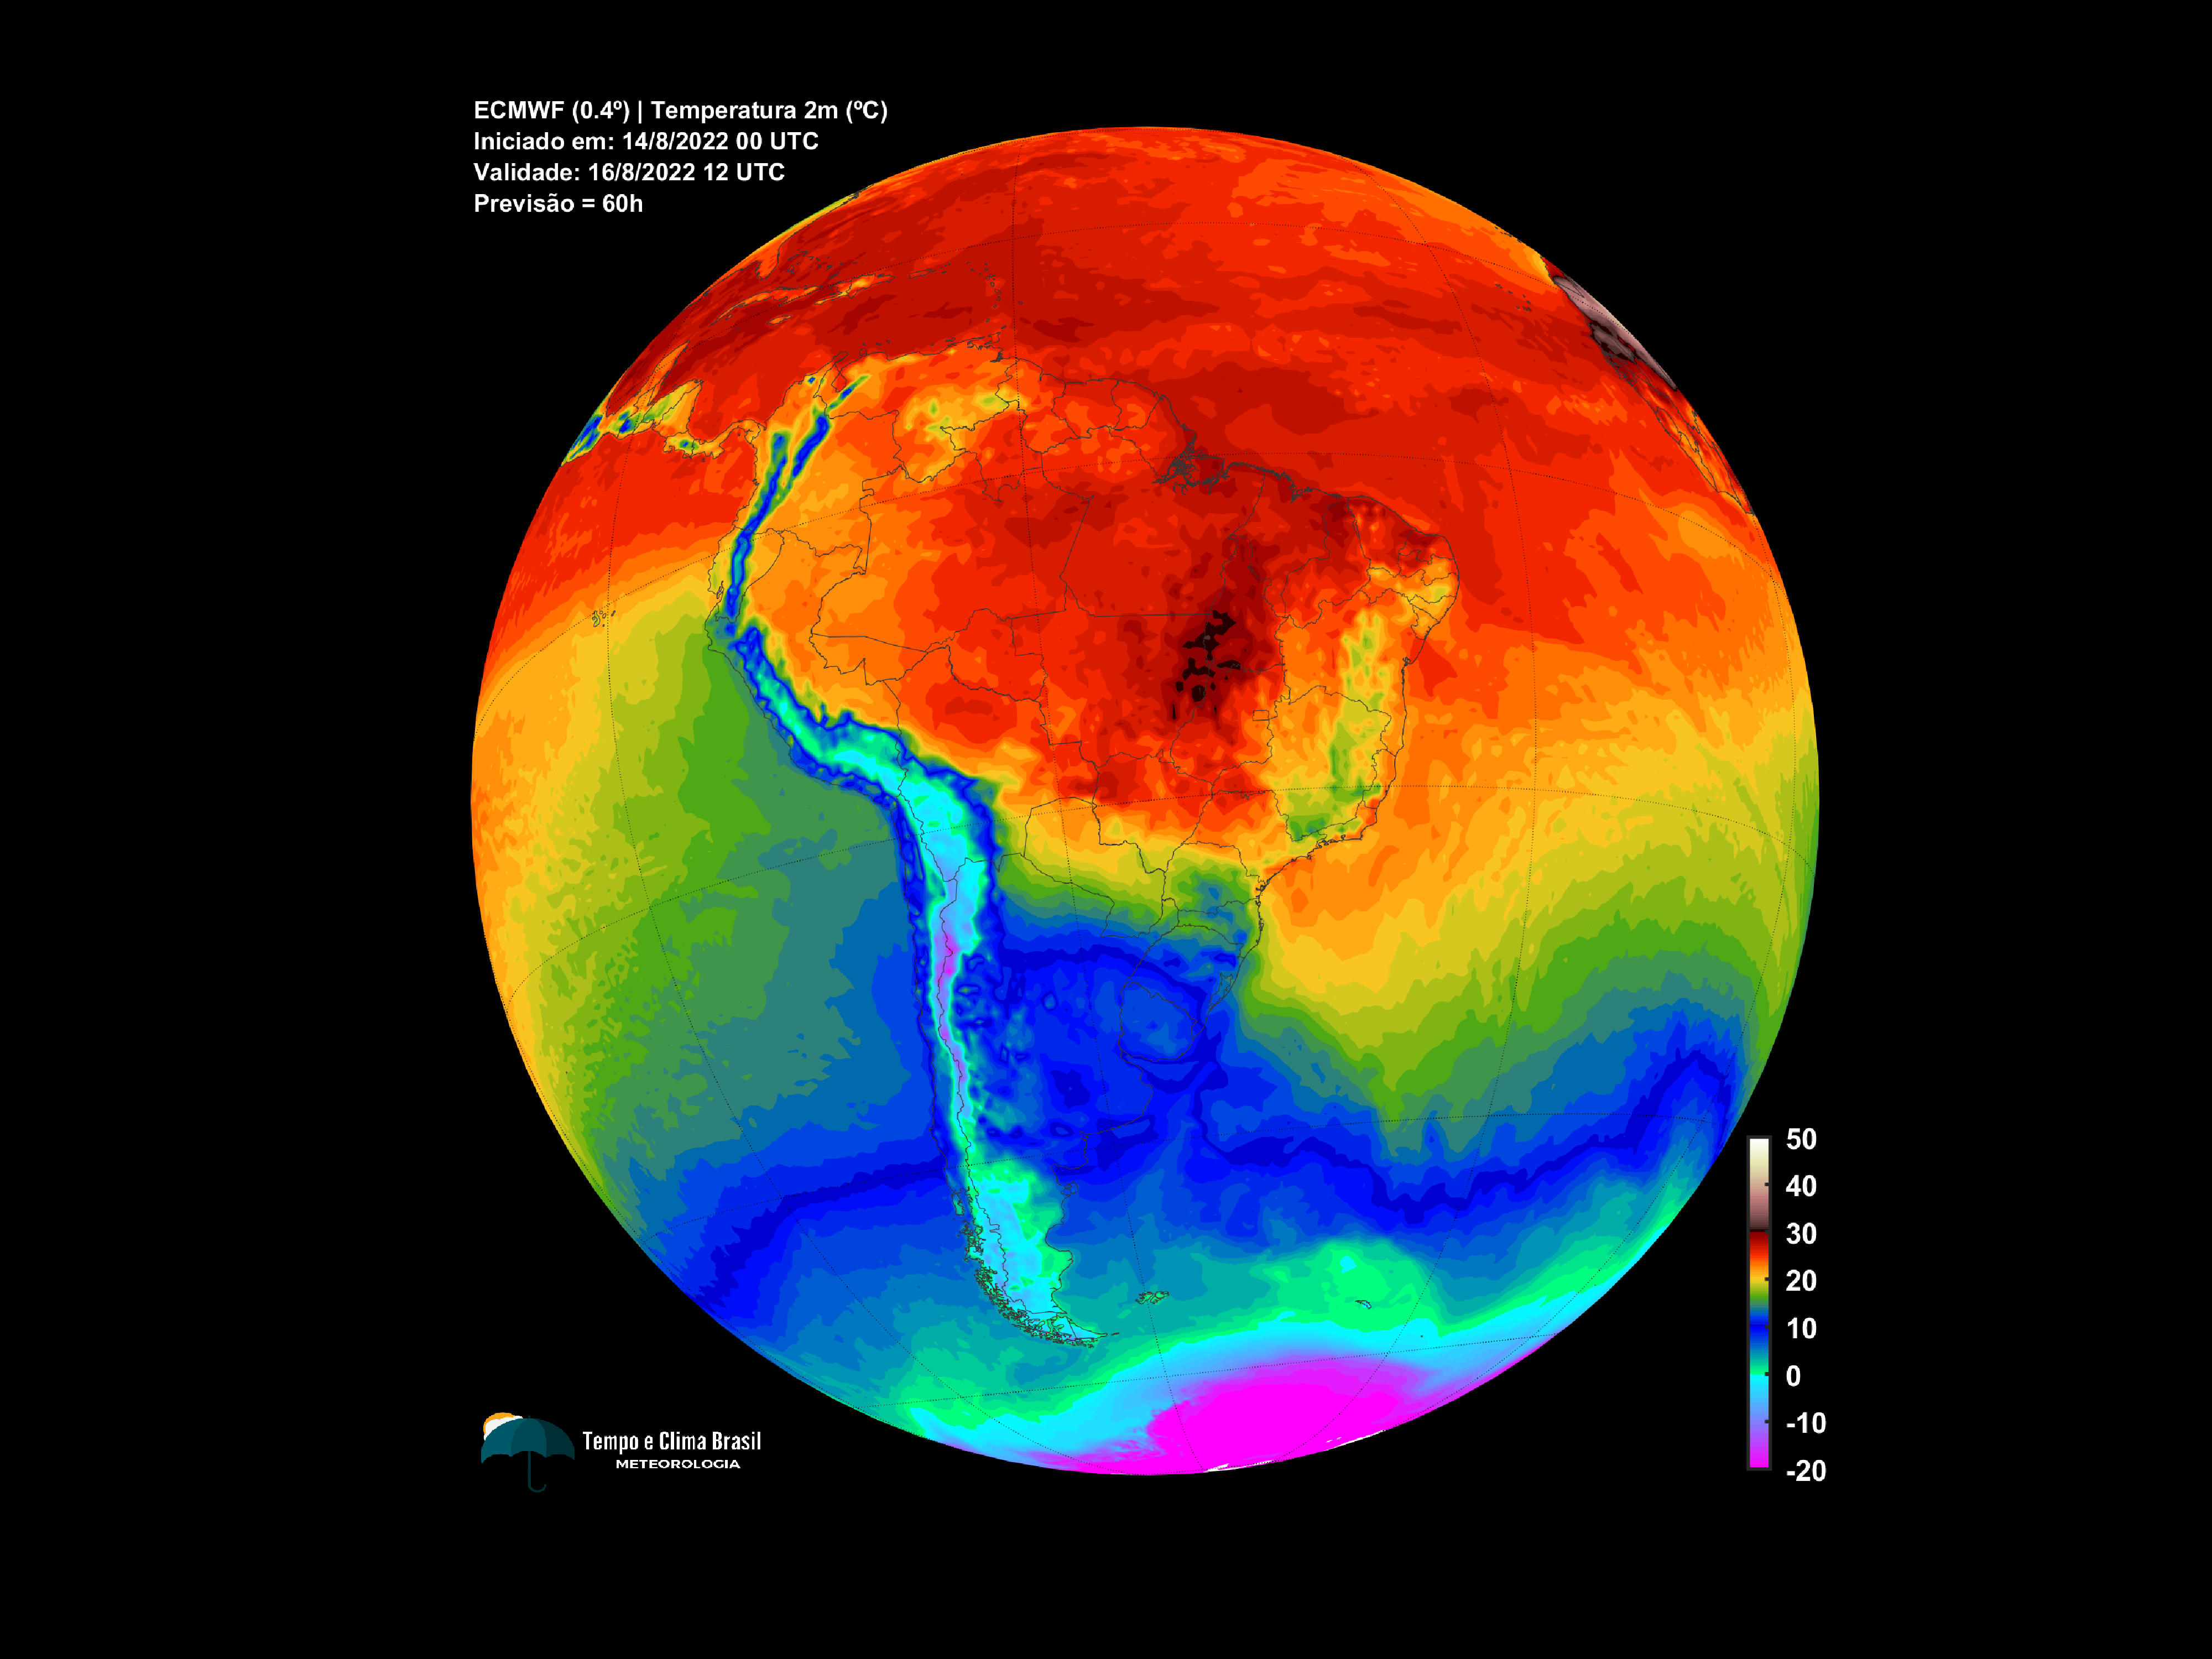 ECMWF (0.4º) | Temperatura 2m (ºC)
Iniciado em: 14/8/2022 00 UTC
Validade: 16/8/2022 12 UTC
Previsão = 60h
50
40
30
20
10
0
-10
-20
Tempo e Clima Brasil
METEOROLOGIA